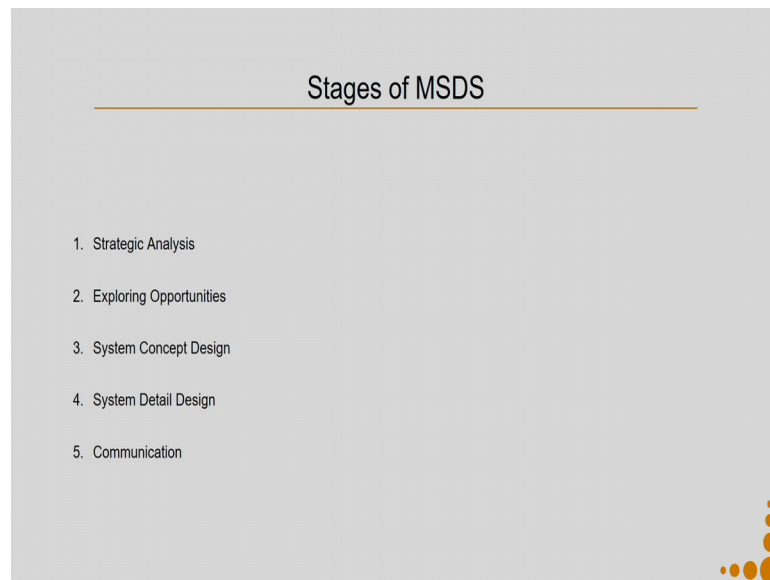 Stages of MSDS
1. Strategic Analysis
2. Exploring Opportunities
3. System Concept Design
4. System Detail Design
5. Communication